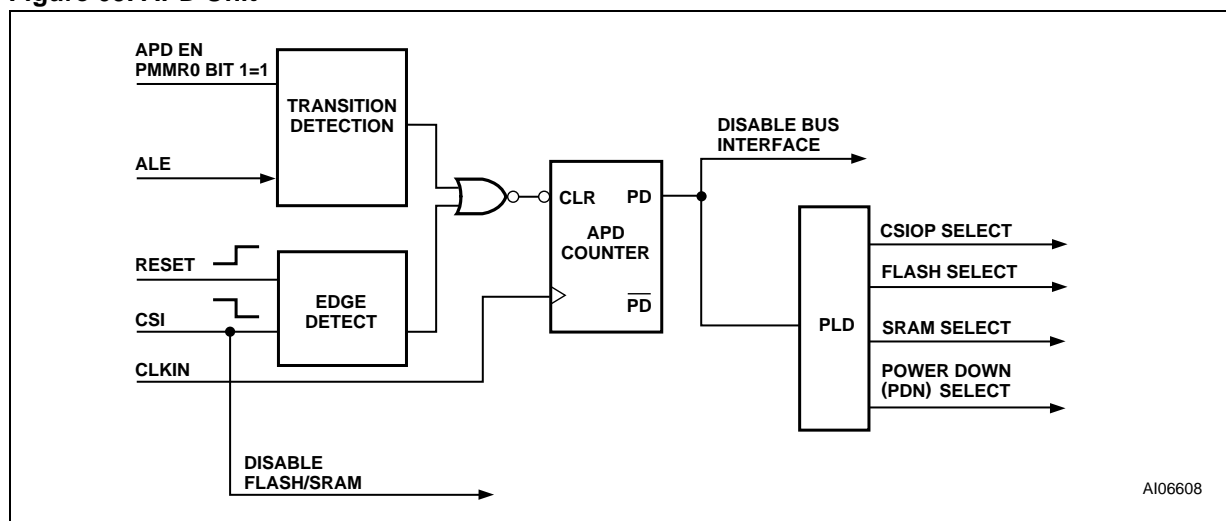 APD EN
PMMR0 BIT 1=1
TRANSITION
DETECTION
ALE
RESET
CSI
EDGE
DETECT
CLKIN
DISABLE
FLASH/SRAM
CLR
PD
APD
COUNTER
PD
DISABLE BUS
INTERFACE
PLD
CSIOP SELECT
FLASH SELECT
SRAM SELECT
POWER DOWN
(PDN) SELECT
AI06608